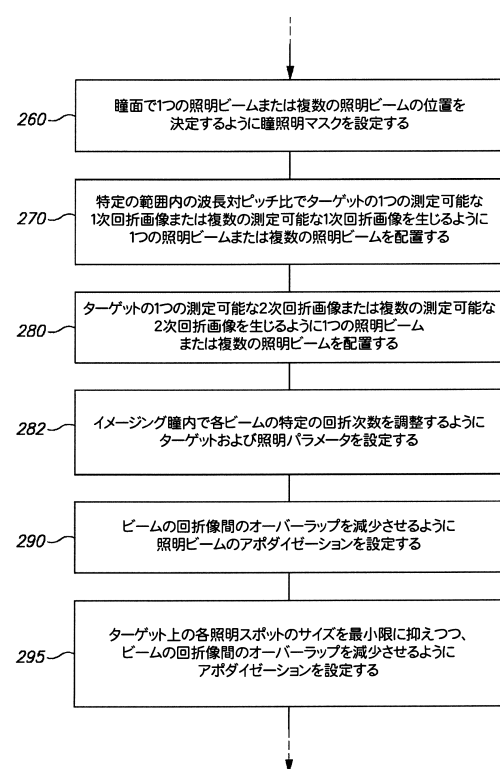 260
瞳面で1つの照明ビームまたは複数の照明ビームの位置を
決定するように瞳照明マスクを設定する
270
特定の範囲内の波長対ピッチ比でターゲットの1つの測定可能な
1次回折画像または複数の測定可能な1次回折画像を生じるように
1つの照明ビームまたは複数の照明ビームを配置する
280
ターゲットの1つの測定可能な2次回折画像または複数の測定可能な
2次回折画像を生じるように1つの照明ビーム
または複数の照明ビームを配置する
282
イメージング瞳内で各ビームの特定の回折次数を調整するように
ターゲットおよび照明パラメータを設定する
290
ビームの回折像間のオーバーラップを減少させるように
照明ビームのアポダイゼーションを設定する
295
ターゲット上の各照明スポットのサイズを最小限に抑えつつ、
ビームの回折像間のオーバーラップを減少させるように
アポダイゼーションを設定する